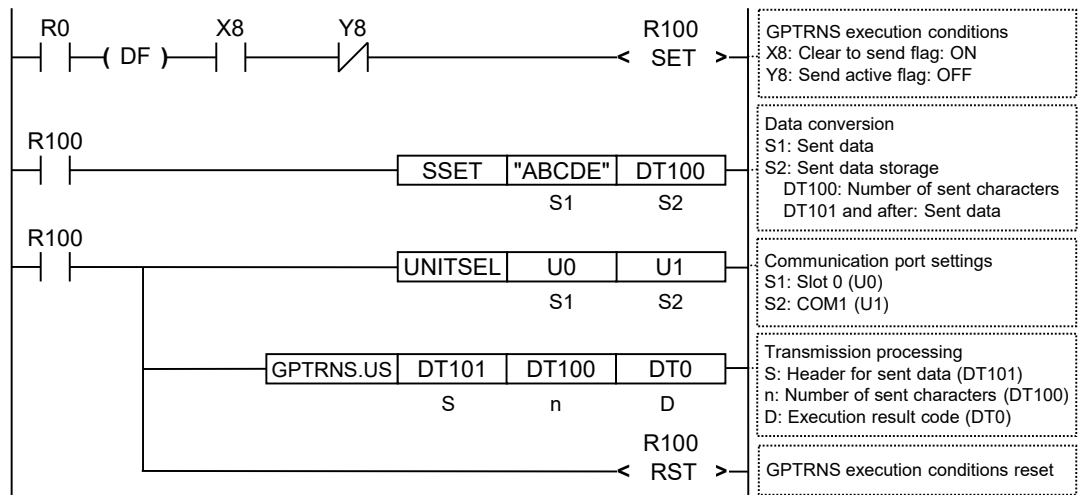 R0 X8 Y8 R100
( DF ) < SET >
GPTRNS execution conditions
X8: Clear to send flag: ON
Y8: Send active flag: OFF
R100
SSET "ABCDE" DT100
S1 S2
Data conversion
S1: Sent data
S2: Sent data storage
DT100: Number of sent characters
DT101 and after: Sent data
R100
UNITSEL U0 U1
S1 S2
Communication port settings
S1: Slot 0 (U0)
S2: COM1 (U1)
GPTRNS.US DT101 DT100 DT0
S n D
Transmission processing
S: Header for sent data (DT101)
n: Number of sent characters (DT100)
D: Execution result code (DT0)
R100
< RST >
GPTRNS execution conditions reset